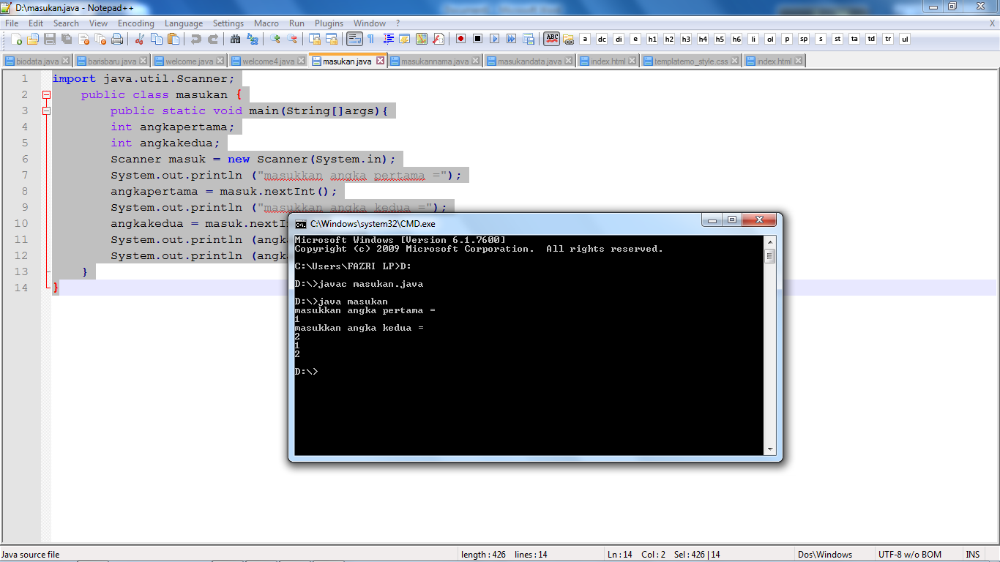 D:\masukan.java - Notepad++
File Edit Search View Encoding Language Settings Macro Run Plugins Window ? X
ABC a dc di e h1 h2 h3 h4 h5 h6 li ol p sp s st ta td tr ul
biodata.java barisbaru.java welcome.java welcome4.java masukan.java masukannama.java masukandata.java index.html templatemo_style.css index.html
1 import java.util.Scanner;
2 public class masukan {
3 public static void main(String[]args){
4 int angkapertama;
5 int angkakedua;
6 Scanner masuk = new Scanner(System.in);
7 System.out.println ("masukkan angka pertama =");
8 angkapertama = masuk.nextInt();
9 System.out.println ("masukkan angka kedua =");
10 angkakedua = masuk.nextI
11 System.out.println (angk
12 System.out.println (angk
13 }
14 }
C:\Windows\system32\CMD.exe
Microsoft Windows [Version 6.1.7600]
Copyright (c) 2009 Microsoft Corporation.  All rights reserved.
C:\Users\FAZRI LP>D:
D:\>javac masukan.java
D:\>java masukan
masukkan angka pertama =
1
masukkan angka kedua =
2
1
2
D:\>
Java source file length : 426 lines : 14 Ln : 14 Col : 2 Sel : 426 | 14 Dos\Windows UTF-8 w/o BOM INS